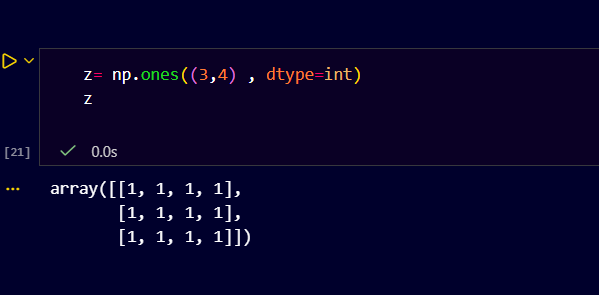 z= np.ones((3,4) , dtype=int)
z
[21]
0.0s
array([[1, 1, 1, 1],
       [1, 1, 1, 1],
       [1, 1, 1, 1]])